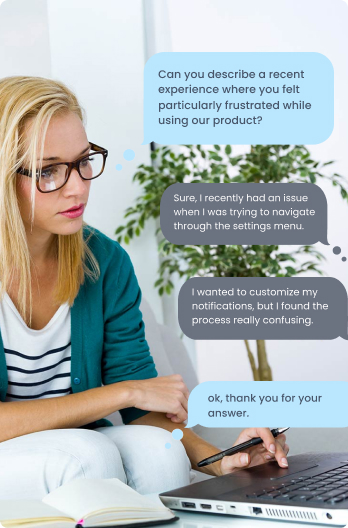 Can you describe a recent
experience where you felt
particularly frustrated while
using our product?
Sure, I recently had an issue
when I was trying to navigate
through the settings menu.
I wanted to customize my
notifications, but I found the
process really confusing.
ok, thank you for your
answer.